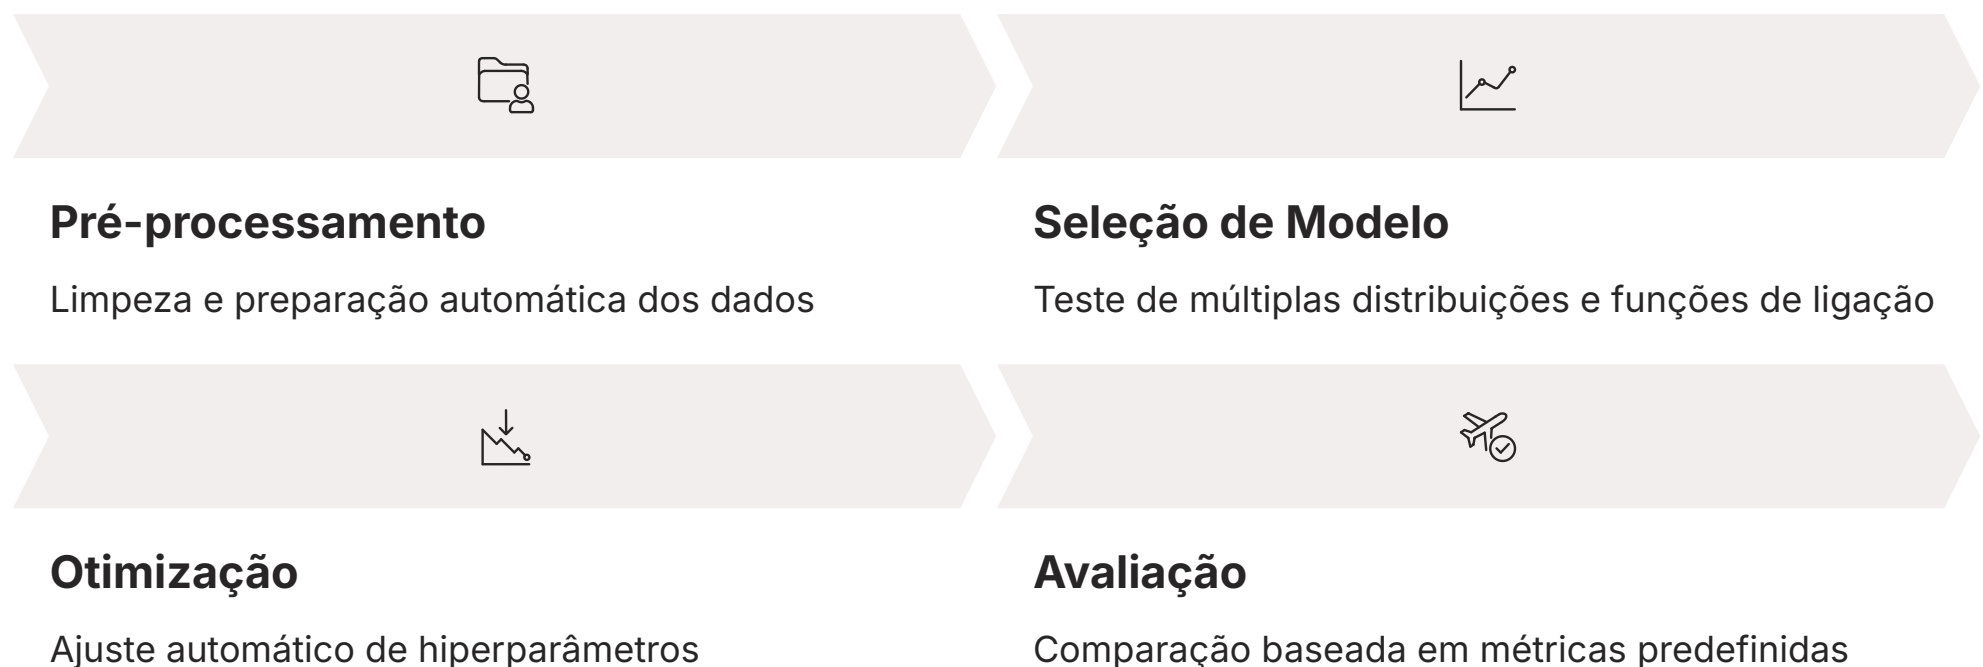 Pré-processamento
Limpeza e preparação automática dos dados
Seleção de Modelo
Teste de múltiplas distribuições e funções de ligação
Otimização
Ajuste automático de hiperparâmetros
Avaliação
Comparação baseada em métricas predefinidas